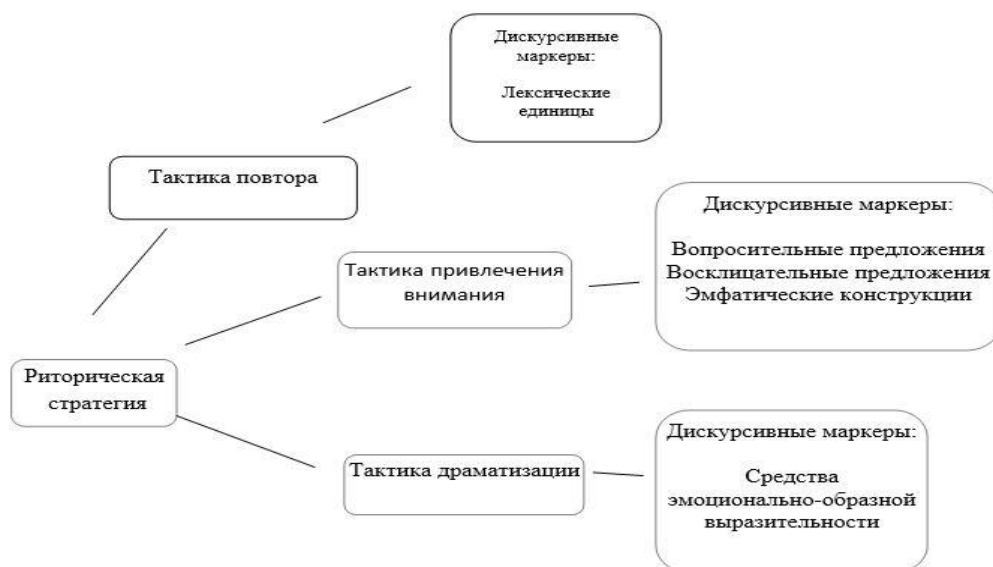 Дискурсивные
маркеры:
Лексические
единицы
Тактика повтора
Дискурсивные маркеры:
Вопросительные предложения
Восклицательные предложения
Эмфатические конструкции
Тактика привлечения
внимания
Риторическая
стратегия
Дискурсивные маркеры:
Средства
эмоционально-образной
выразительности
Тактика драматизации